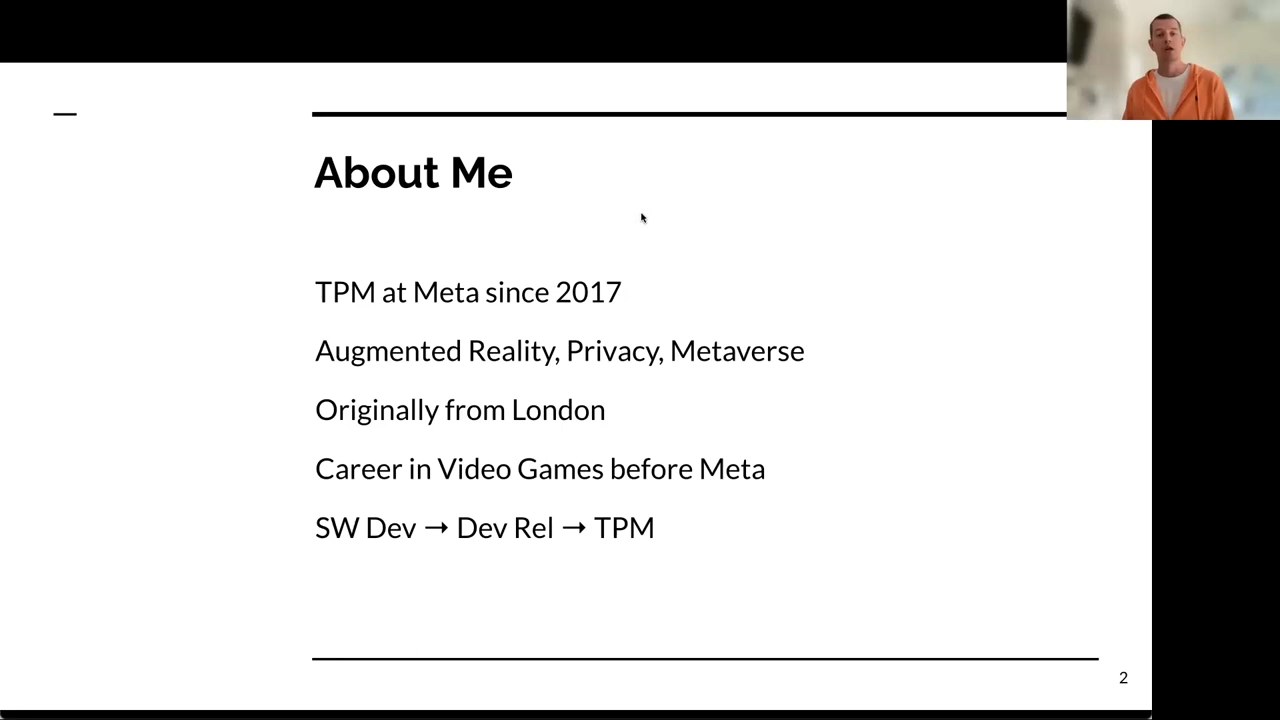 About Me
TPM at Meta since 2017
Augmented Reality, Privacy, Metaverse
Originally from London
Career in Video Games before Meta
SW Dev → Dev Rel → TPM
2